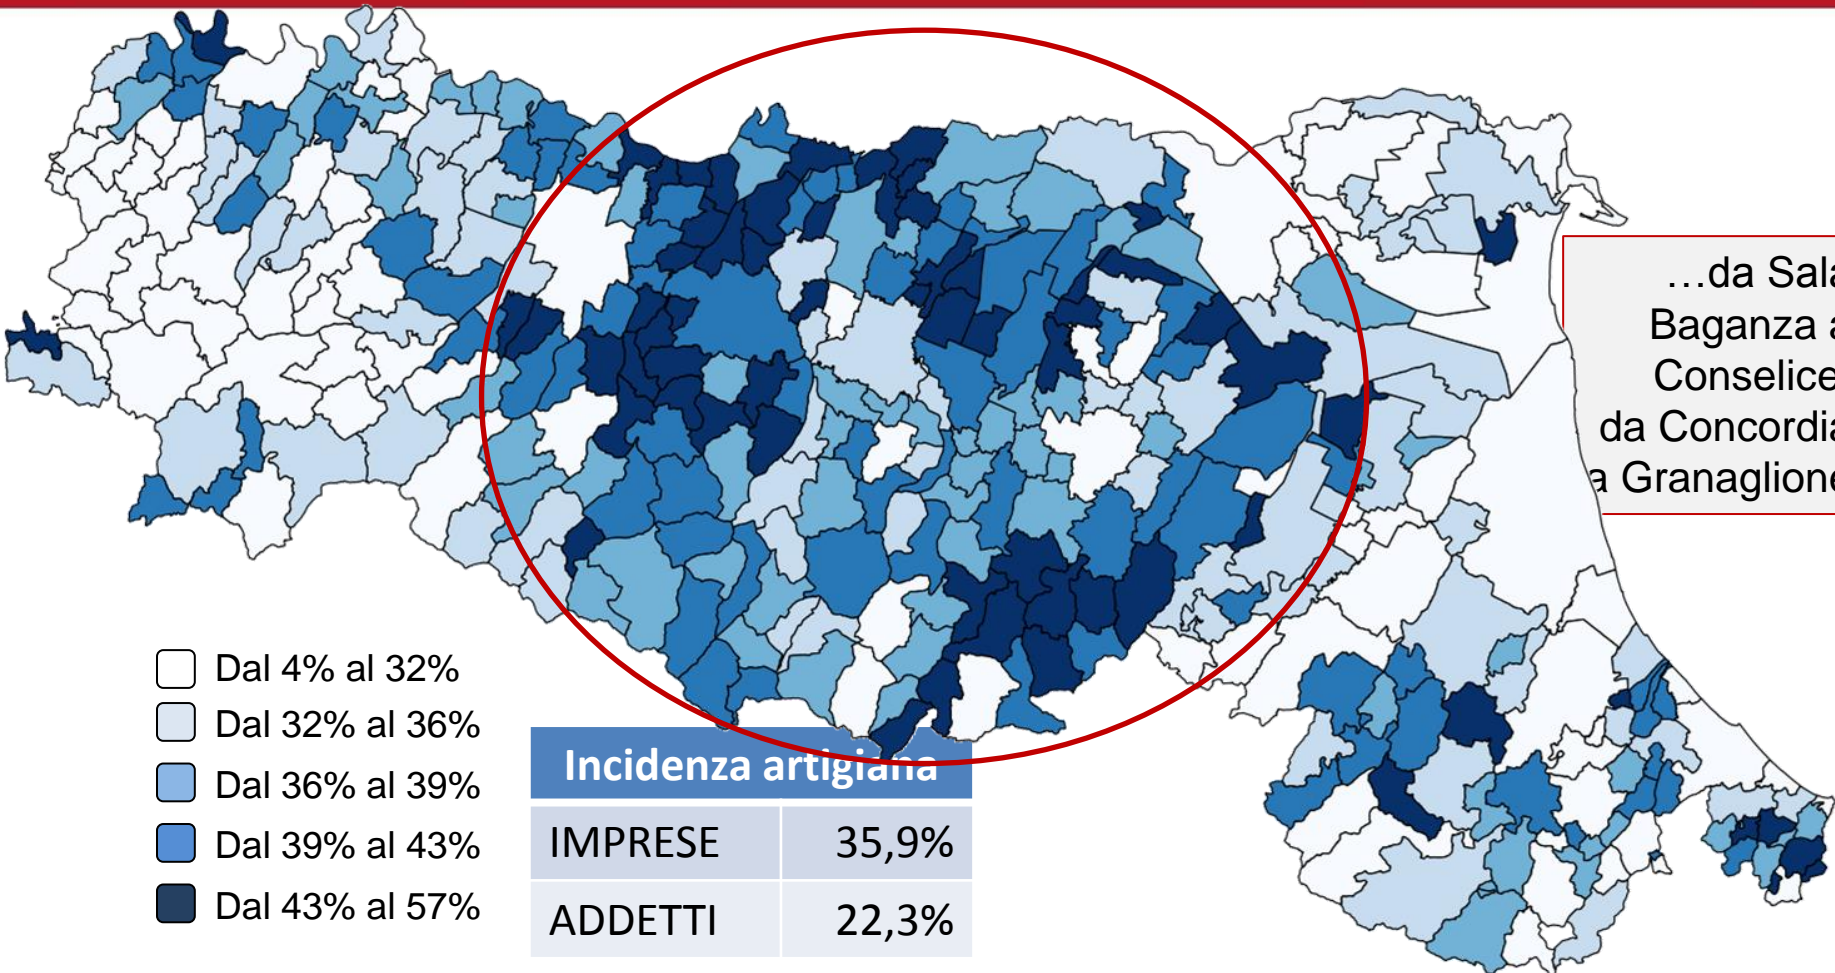 …da Sala
Baganza a
Conselice
da Concordia
a Granaglione
Dal 4% al 32%
Dal 32% al 36%
Dal 36% al 39%
Dal 39% al 43%
Dal 43% al 57%
Incidenza artigiana
IMPRESE 35,9%
ADDETTI 22,3%